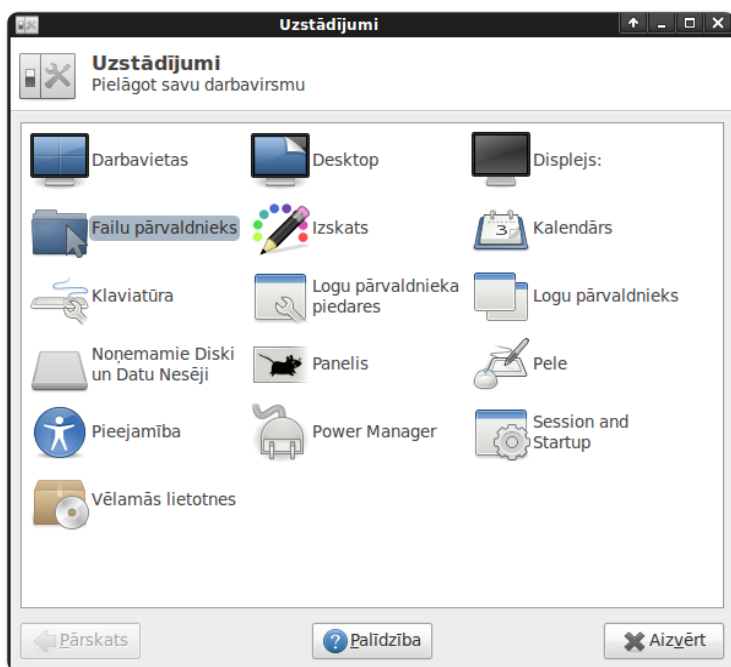 Uzstādījumi
Uzstādījumi
Pielāgot savu darbavirsmu
Darbavietas
Desktop
Displejs:
Failu pārvaldnieks
Izskats
3
Kalendārs
Klaviatūra
Logu pārvaldnieka
piedares
Logu pārvaldnieks
Noņemamie Diski
un Datu Nesēji
Panelis
Pele
Pieejamība
Power Manager
Session and
Startup
Vēlamās lietotnes
Pārskats
? Palīdzība
Aizvērt